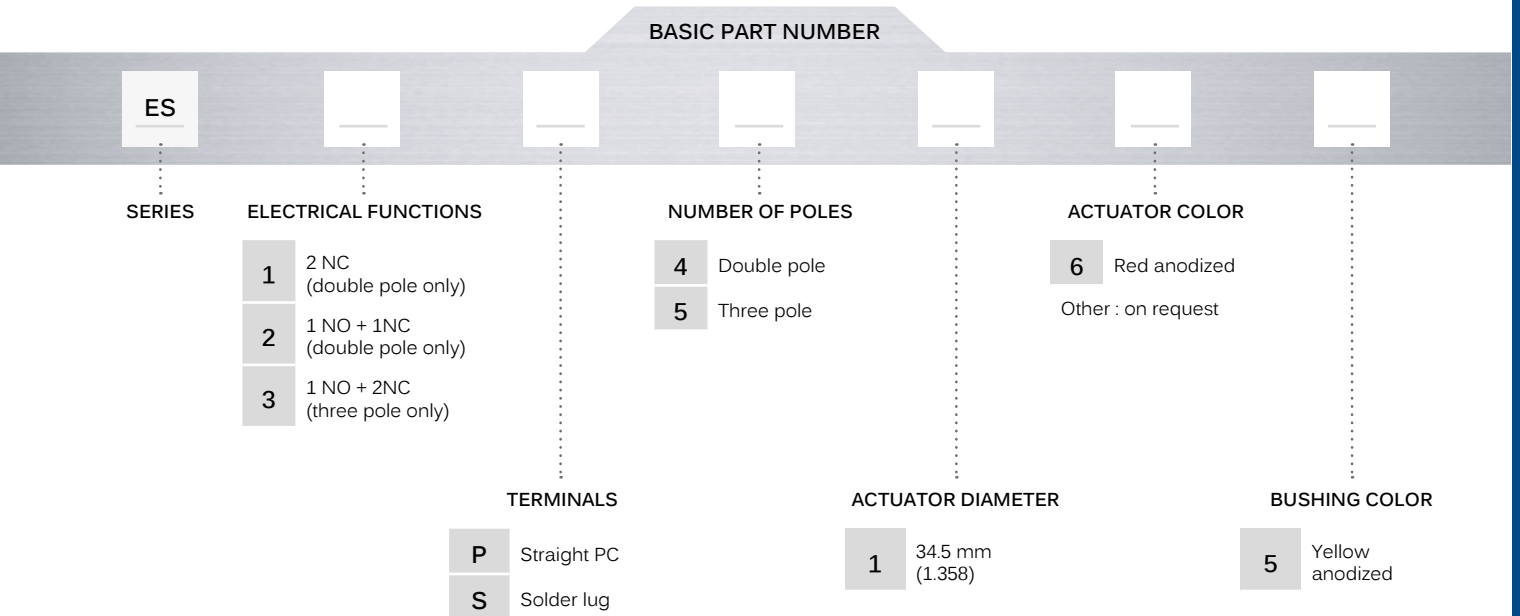 BASIC PART NUMBER
ES
SERIES
ELECTRICAL FUNCTIONS
1
2 NC
(double pole only)
2
1 NO + 1NC
(double pole only)
3
1 NO + 2NC
(three pole only)
NUMBER OF POLES
4 Double pole
5 Three pole
ACTUATOR COLOR
6 Red anodized
Other : on request
TERMINALS
P Straight PC
S Solder lug
ACTUATOR DIAMETER
1
34.5 mm
(1.358)
BUSHING COLOR
5
Yellow
anodized